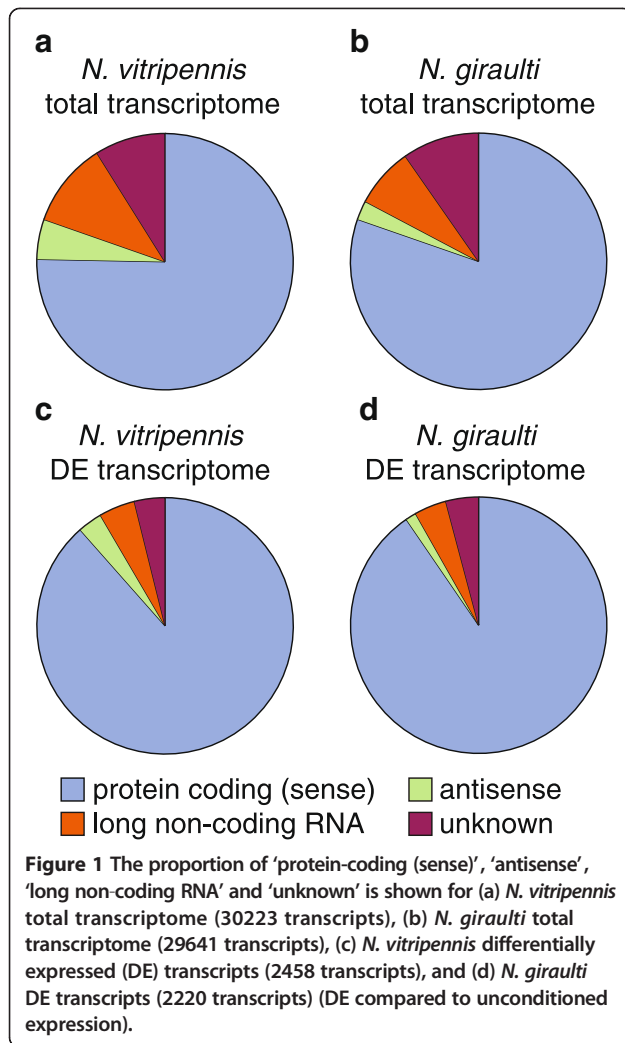 a
N. vitripennis
total transcriptome
b
N. giraulti
total transcriptome
c
N. vitripennis
DE transcriptome
d
N. giraulti
DE transcriptome
protein coding (sense)
antisense
long non-coding RNA
unknown
Figure 1 The proportion of 'protein-coding (sense)', 'antisense',
'long non-coding RNA' and 'unknown' is shown for (a) N. vitripennis
total transcriptome (30223 transcripts), (b) N. giraulti total
transcriptome (29641 transcripts), (c) N. vitripennis differentially
expressed (DE) transcripts (2458 transcripts), and (d) N. giraulti
DE transcripts (2220 transcripts) (DE compared to unconditioned
expression).